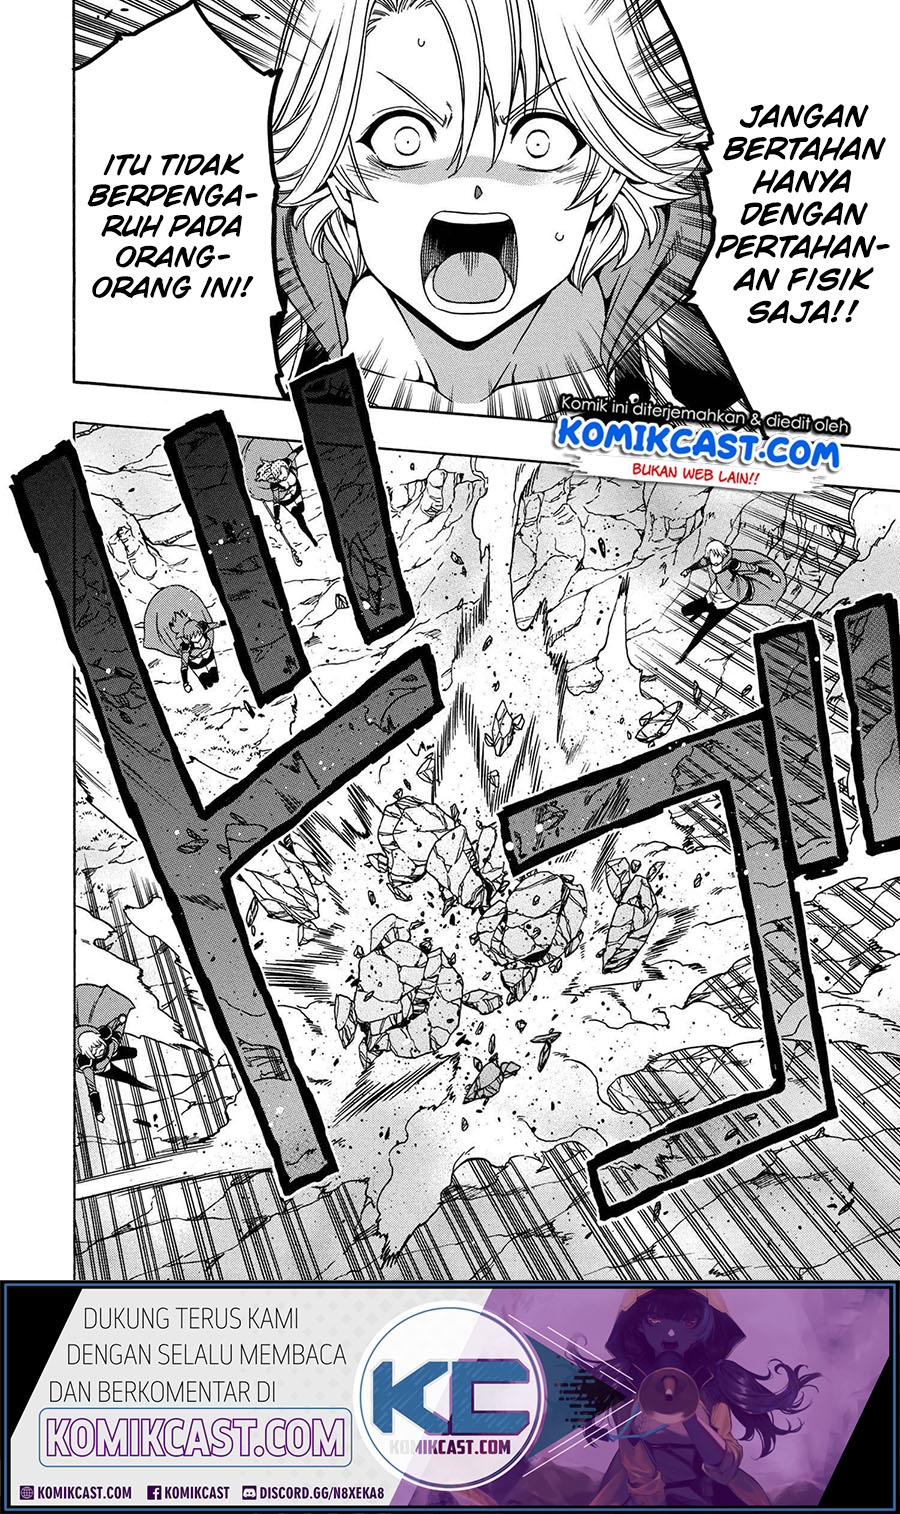 JANGAN
BERTAHAN
HANYA
DENGAN
PERTAHAN-
AN FISIK
SAJA!!
ITU TIDAK
BERPENGA-
RUH PADA
ORANG-
ORANG INI!
Komik ini diterjemahkan & diedit oleh
KOMIKCAST.COM
BUKAN WEB LAIN!!
ドゴ
DUKUNG TERUS KAMI
DENGAN SELALU MEMBACA
DAN BERKOMENTAR DI
KOMIKCAST.COM
KC
KOMIKCAST.COM
KOMIKCAST.COM KOMIKCAST DISCORD.GG/N8XEKA8